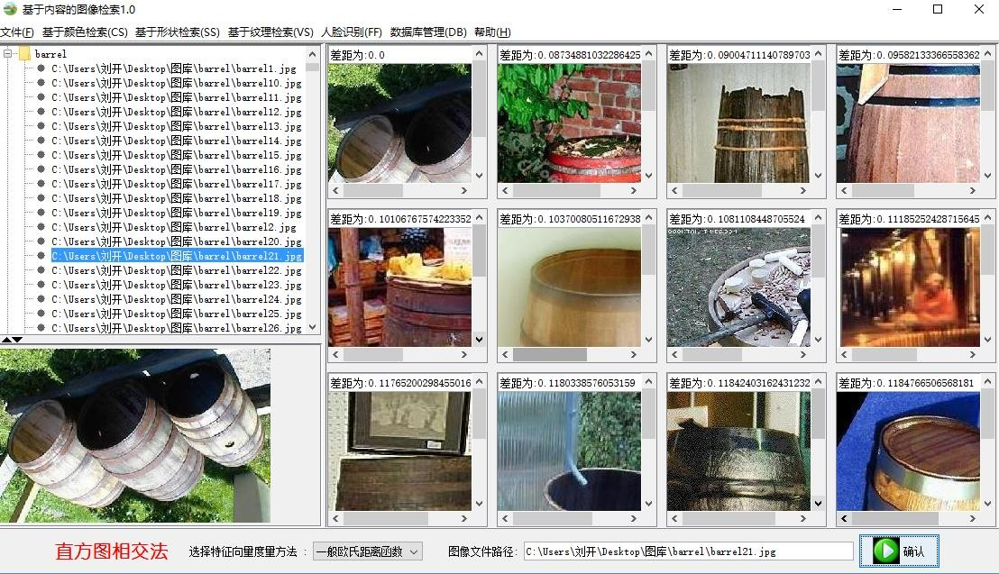 基于内容的图像检索1.0
文件(F) 基于颜色检索(CS) 基于形状检索(SS) 基于纹理检索(VS) 人脸识别(FF) 数据库管理(DB) 帮助(H)
barrel
C:\Users\刘开\Desktop\图库\barrel\barrel1.jpg
C:\Users\刘开\Desktop\图库\barrel\barrel10.jpg
C:\Users\刘开\Desktop\图库\barrel\barrel11.jpg
C:\Users\刘开\Desktop\图库\barrel\barrel12.jpg
C:\Users\刘开\Desktop\图库\barrel\barrel13.jpg
C:\Users\刘开\Desktop\图库\barrel\barrel14.jpg
C:\Users\刘开\Desktop\图库\barrel\barrel15.jpg
C:\Users\刘开\Desktop\图库\barrel\barrel16.jpg
C:\Users\刘开\Desktop\图库\barrel\barrel17.jpg
C:\Users\刘开\Desktop\图库\barrel\barrel18.jpg
C:\Users\刘开\Desktop\图库\barrel\barrel19.jpg
C:\Users\刘开\Desktop\图库\barrel\barrel2.jpg
C:\Users\刘开\Desktop\图库\barrel\barrel20.jpg
C:\Users\刘开\Desktop\图库\barrel\barrel21.jpg
C:\Users\刘开\Desktop\图库\barrel\barrel22.jpg
C:\Users\刘开\Desktop\图库\barrel\barrel23.jpg
C:\Users\刘开\Desktop\图库\barrel\barrel24.jpg
C:\Users\刘开\Desktop\图库\barrel\barrel25.jpg
C:\Users\刘开\Desktop\图库\barrel\barrel26.jpg
差距为:0.0
差距为:0.08734881032286425
差距为:0.09004711140789703
差距为:0.09582133366558362
差距为:0.10106767574223352
差距为:0.10370080511672938
差距为:0.1081108448705524
差距为:0.11185252428715645
差距为:0.11765200298455016
差距为:0.1180338576053159
差距为:0.11842403162431232
差距为:0.1184766506568181
直方图相交法
选择特征向量度量方法 :
一般欧氏距离函数
图像文件路径:
C:\Users\刘开\Desktop\图库\barrel\barrel21.jpg
确认